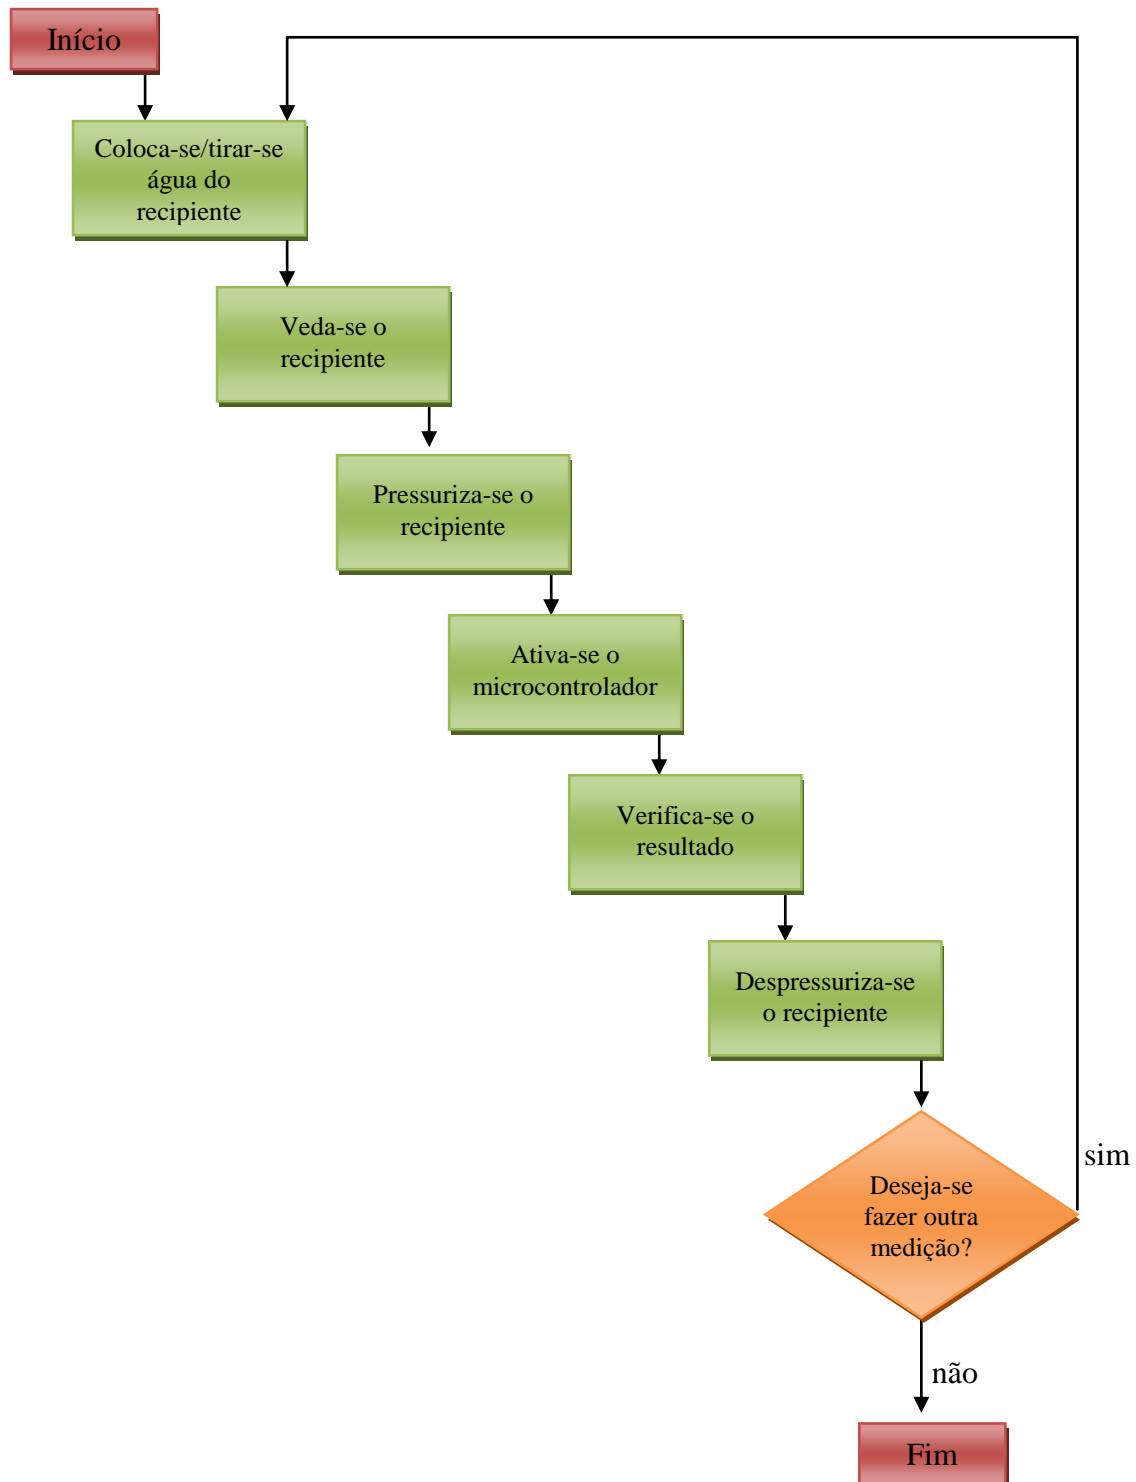 Início
Coloca-se/tirar-se
água do
recipiente
Veda-se o
recipiente
Pressuriza-se o
recipiente
Ativa-se o
microcontrolador
Verifica-se o
resultado
Despressuriza-se
o recipiente
Deseja-se
fazer outra
medição?
sim
não
Fim